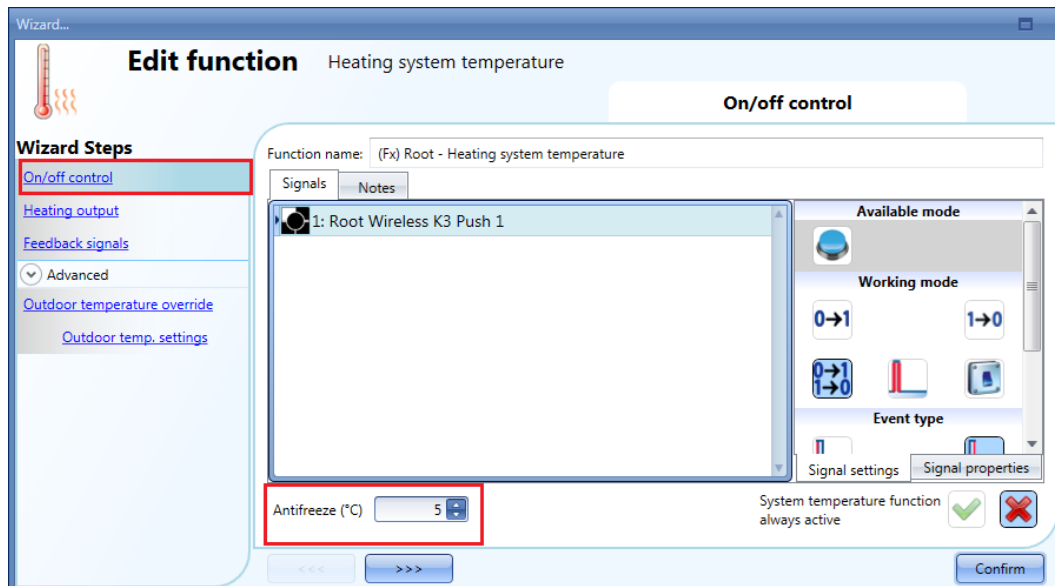 Wizard...
Edit function Heating system temperature
On/off control
Wizard Steps
On/off control
Heating output
Feedback signals
Advanced
Outdoor temperature override
Outdoor temp. settings
Function name: (Fx) Root - Heating system temperature
Signals Notes
1: Root Wireless K3 Push 1
Available mode
Working mode
0→1 1→0
0→1
1→0
Event type
Signal settings Signal properties
Antifreeze (°C) 5
System temperature function
always active
<<< >>> Confirm